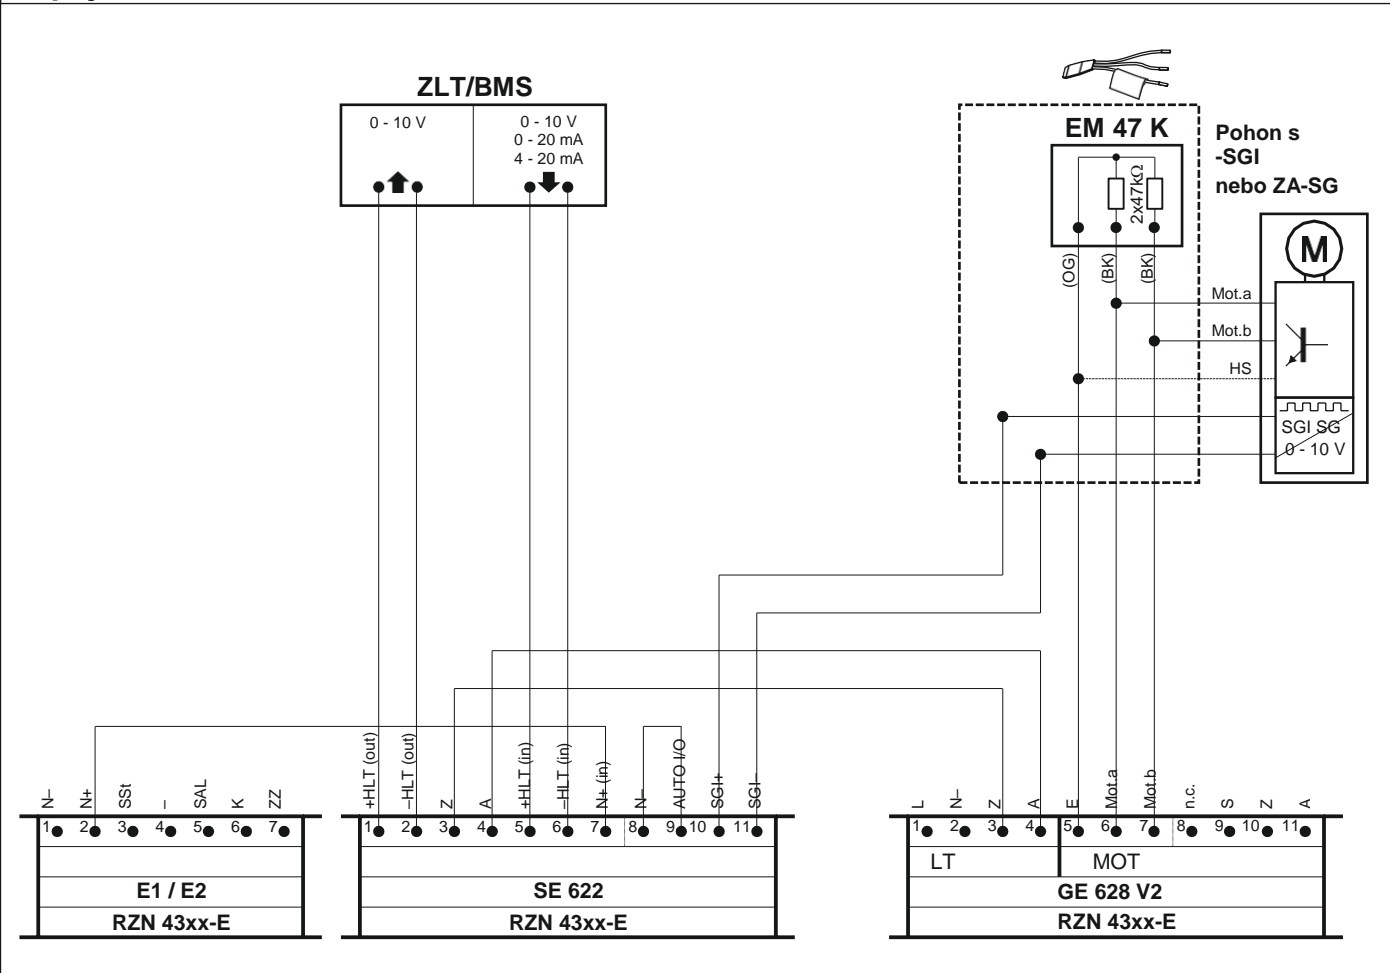 ZLT/BMS
0 - 10 V
0 - 10 V
0 - 20 mA
4 - 20 mA
EM 47 K
2x47kΩ
(OG)
(BK)
(BK)
Pohon s
-SGI
nebo ZA-SG
M
Mot.a
Mot.b
HS
SGI SG
0 - 10 V
N–
N+
SSt
–
SAL
K
ZZ
1 2 3 4 5 6 7
E1 / E2
RZN 43xx-E
+HLT (out)
–HLT (out)
Z
A
+HLT (in)
–HLT (in)
N+ (in)
N–
AUTO I/O
SGI+
SGI–
1 2 3 4 5 6 7 8 9 10 11
SE 622
RZN 43xx-E
L
N–
Z
A
E
Mot.a
Mot.b
n.c.
S
Z
A
1 2 3 4 5 6 7 8 9 10 11
LT MOT
GE 628 V2
RZN 43xx-E